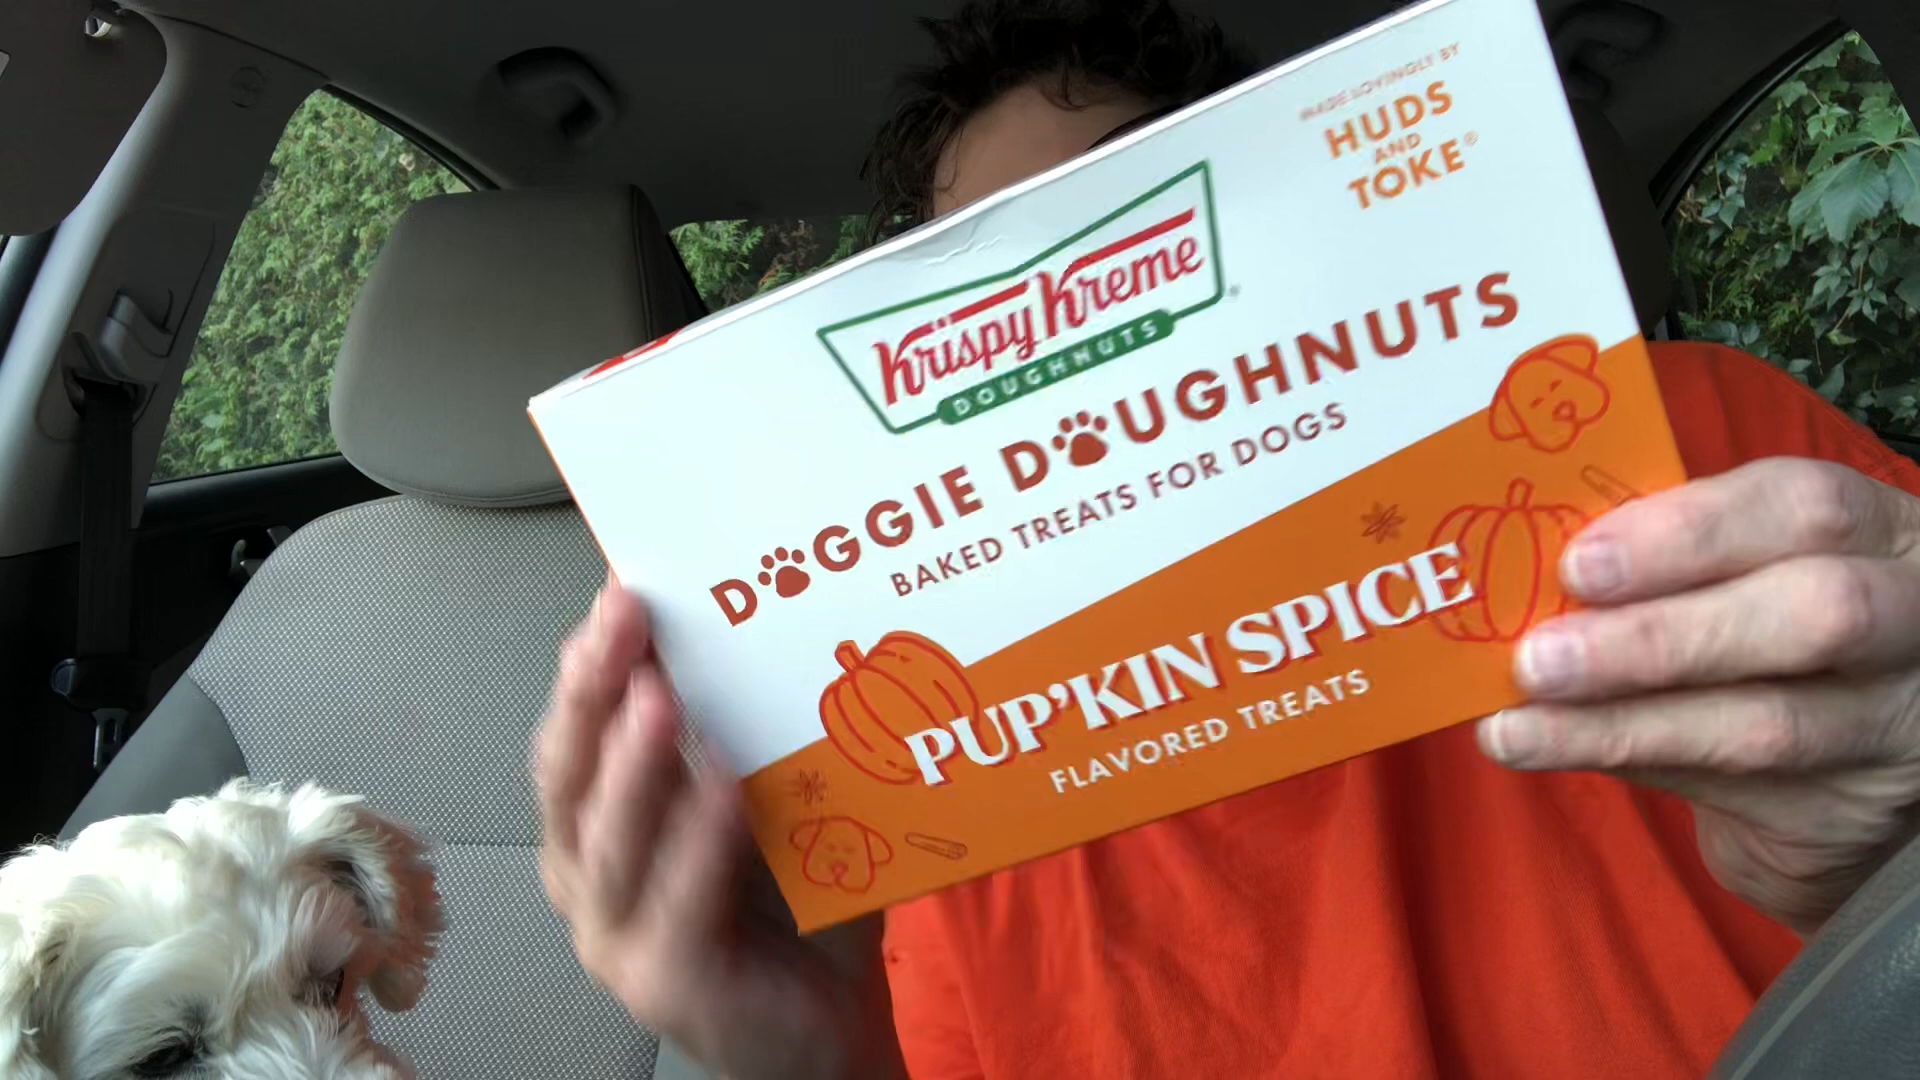 MADE LOVINGLY BY
HUDS
AND
TOKE®
Krispy Kreme
DOUGHNUTS
DOGGIE DOUGHNUTS
BAKED TREATS FOR DOGS
PUP'KIN SPICE
FLAVORED TREATS